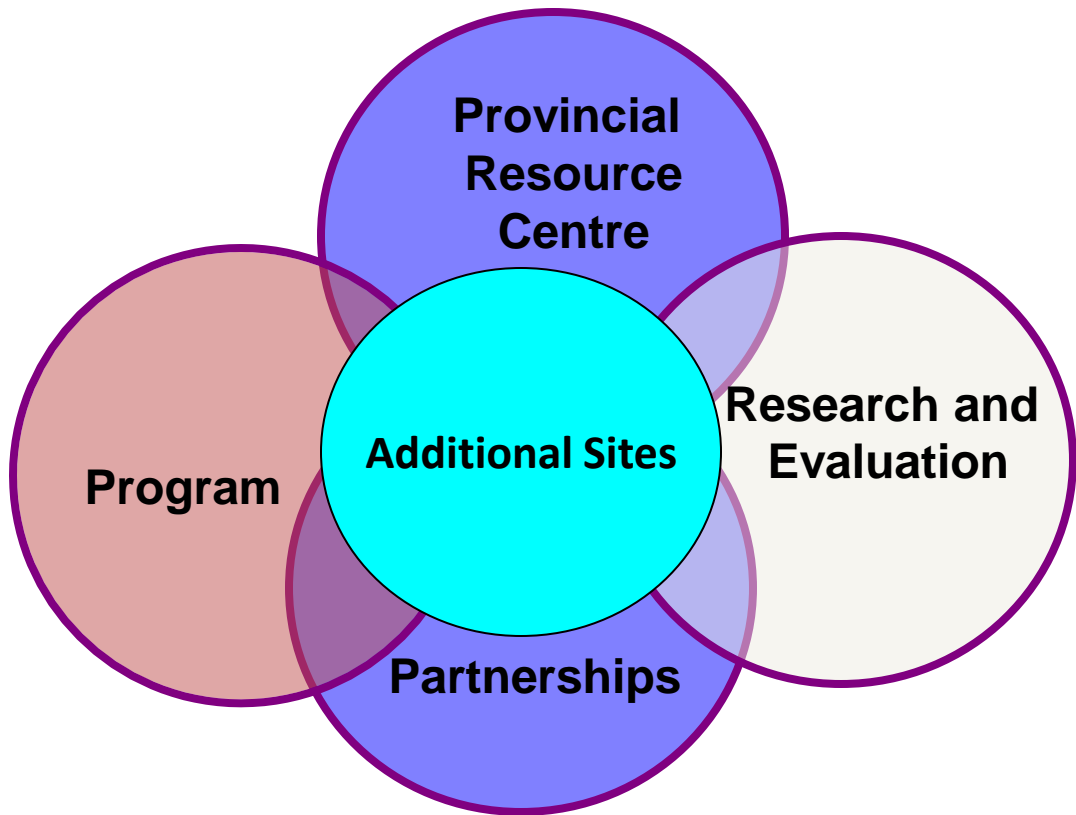 Provincial
Resource
Centre
Research and
Evaluation
Additional Sites
Program
Partnerships